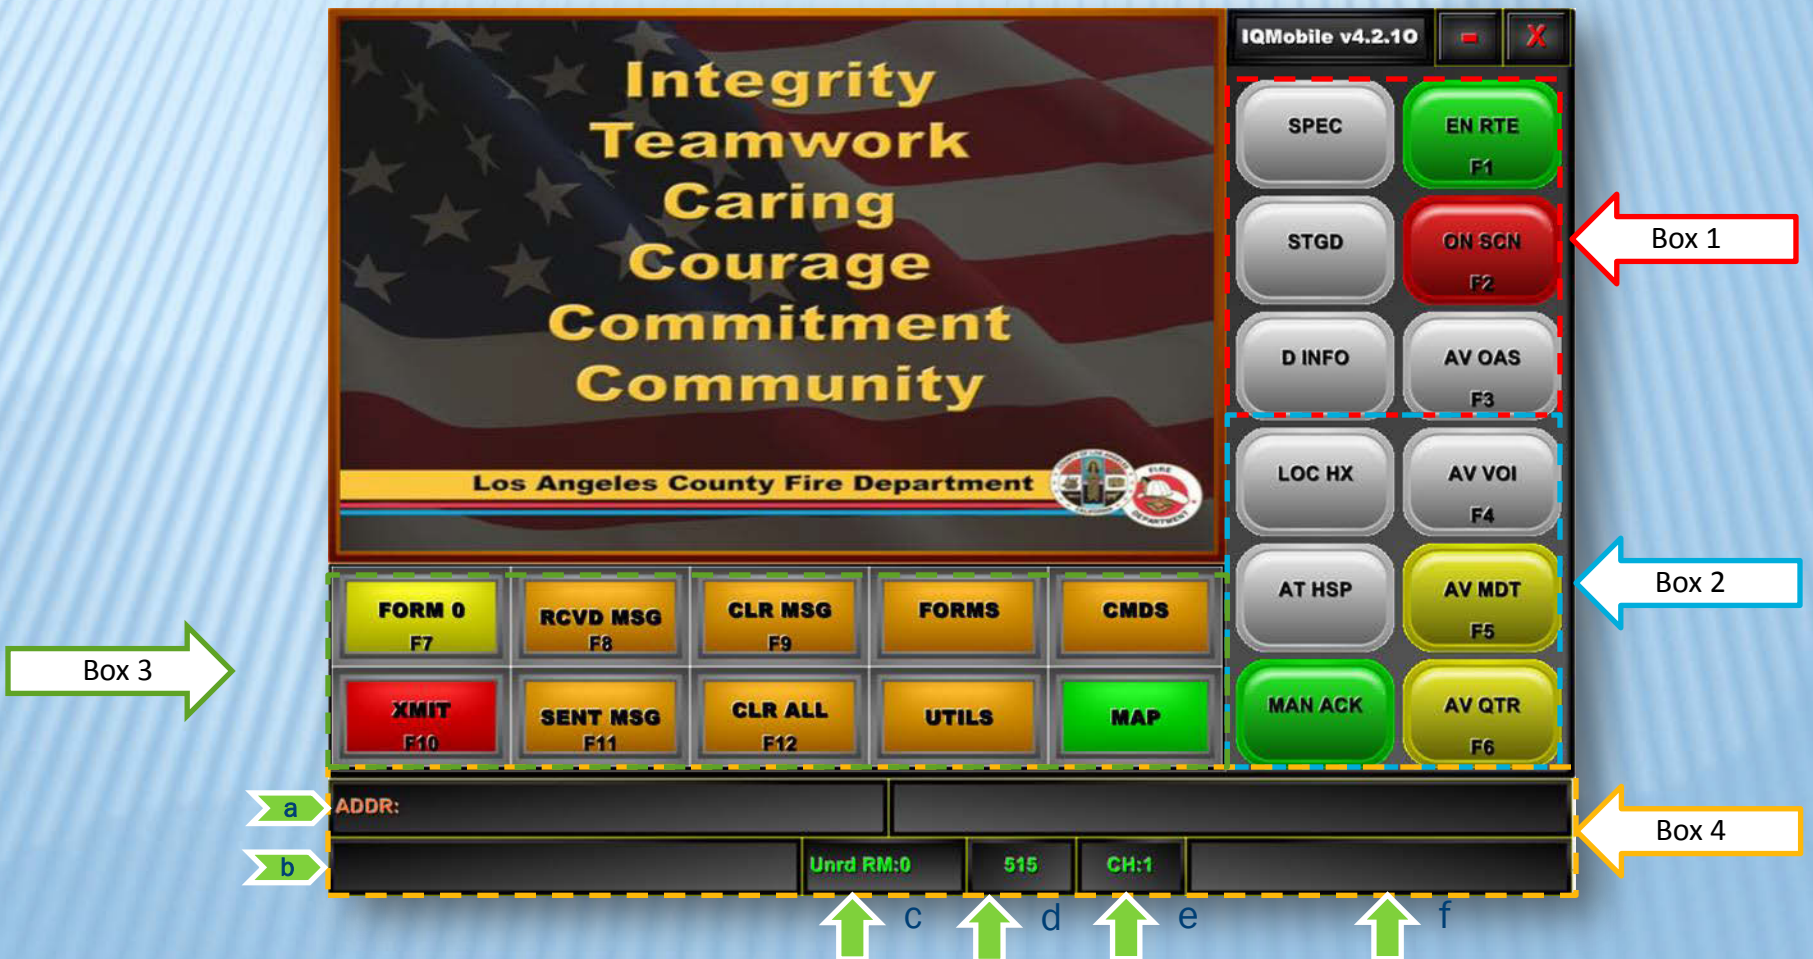 Integrity
Teamwork
Caring
Courage
Commitment
Community
Los Angeles County Fire Department
IQMobile v4.2.10
- X
SPEC
EN RTE
F1
STGD
ON SCN
F2
D INFO
AV OAS
F3
LOC HX
AV VOI
F4
AT HSP
AV MDT
F5
MAN ACK
AV QTR
F6
Box 1
Box 2
Box 3
FORM 0
F7
RCVD MSG
F8
CLR MSG
F9
FORMS
CMDS
XMIT
F10
SENT MSG
F11
CLR ALL
F12
UTILS
MAP
a
ADDR:
Box 4
b
Unrd RM:0
515
CH:1
c
d
e
f
FIRE
DEPARTMENT